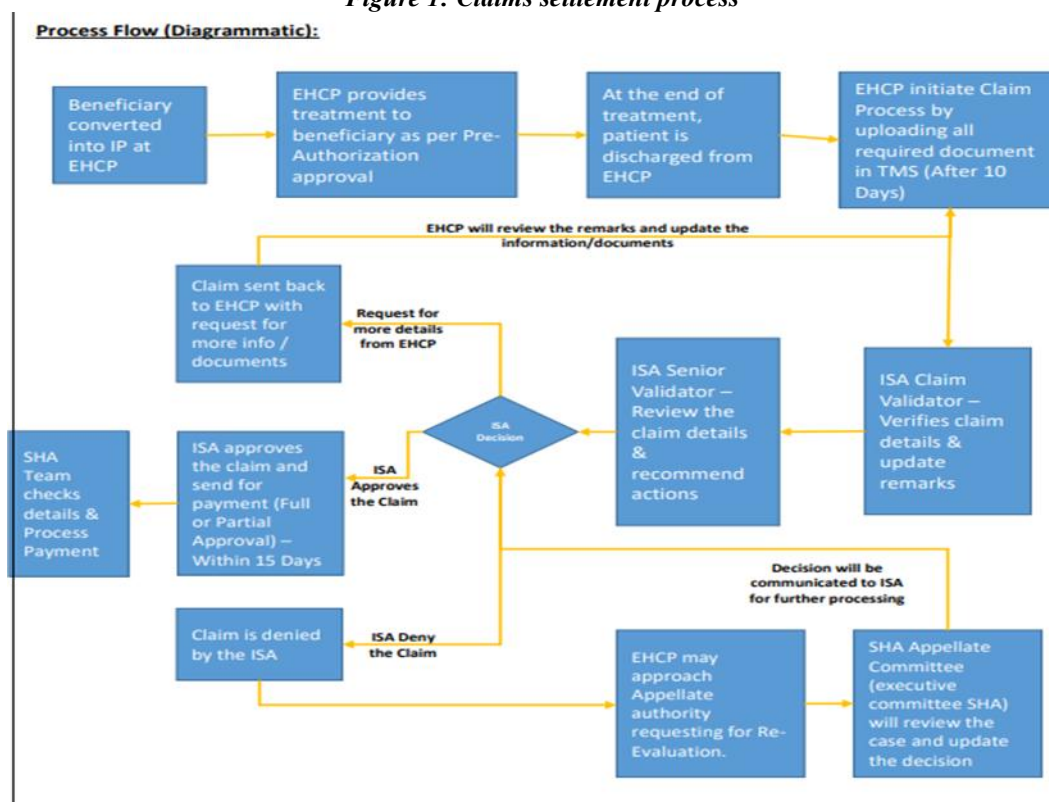 Figure 1: Claims settlement process
Process Flow (Diagrammatic):
Beneficiary
converted
into IP at
EHCP
EHCP provides
treatment to
beneficiary as per Pre-
Authorization
approval
At the end of
treatment,
patient is
discharged from
EHCP
EHCP initiate Claim
Process by
uploading all
required document
in TMS (After 10
Days)
EHCP will review the remarks and update the
information/documents
Claim sent back
to EHCP with
request for
more info /
documents
Request for
more details
from EHCP
ISA
Decision
ISA Senior
Validator –
Review the
claim details
&
recommend
actions
ISA Claim
Validator –
Verifies claim
details &
update
remarks
SHA
Team
checks
details &
Process
Payment
ISA approves
the claim and
send for
payment (Full
or Partial
Approval) –
Within 15 Days
ISA
Approves
the Claim
Decision will be
communicated to ISA
for further processing
Claim is denied
by the ISA
ISA Deny
the Claim
EHCP may
approach
Appellate
authority
requesting for Re-
Evaluation.
SHA Appellate
Committee
(executive
committee SHA)
will review the
case and update
the decision